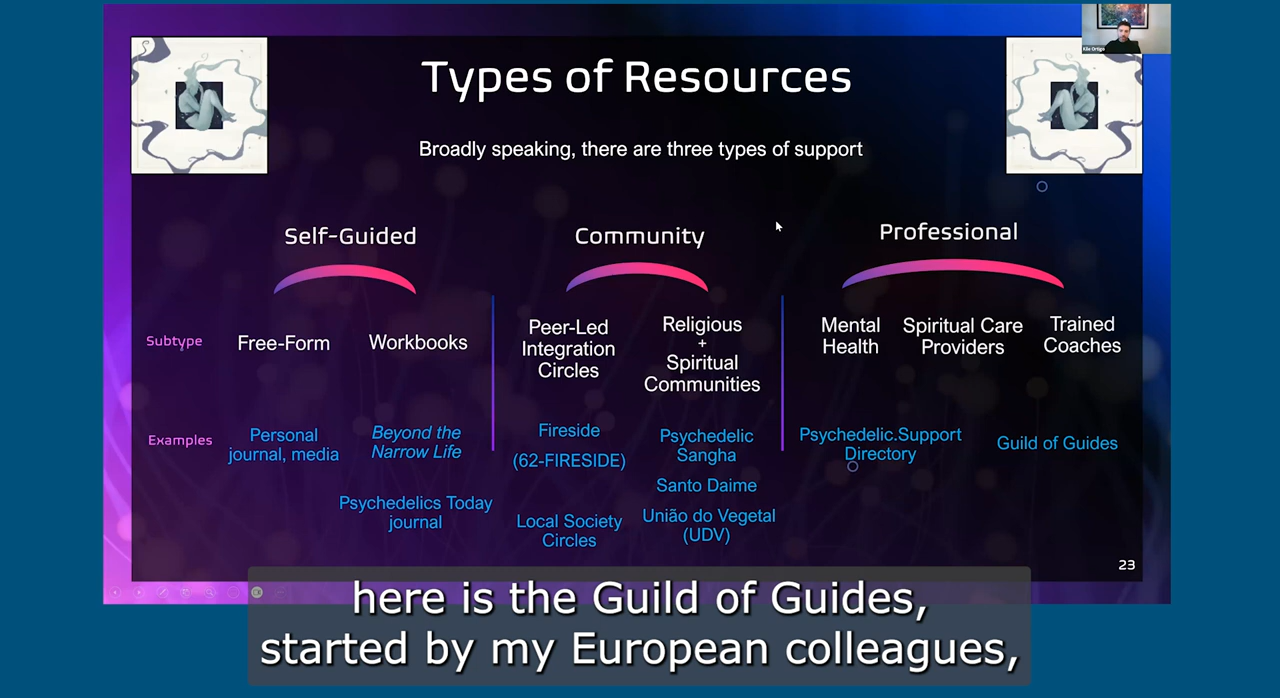 Kile Ortigo
Types of Resources
Broadly speaking, there are three types of support
Self-Guided
Community
Professional
Subtype
Free-Form
Workbooks
Peer-Led
Integration
Circles
Religious
+
Spiritual
Communities
Mental
Health
Spiritual Care
Providers
Trained
Coaches
Examples
Personal
journal, media
Beyond the
Narrow Life
Psychedelics Today
journal
Fireside
(62-FIRESIDE)
Local Society
Circles
Psychedelic
Sangha
Santo Daime
União do Vegetal
(UDV)
Psychedelic.Support
Directory
Guild of Guides
23
here is the Guild of Guides,
started by my European colleagues,